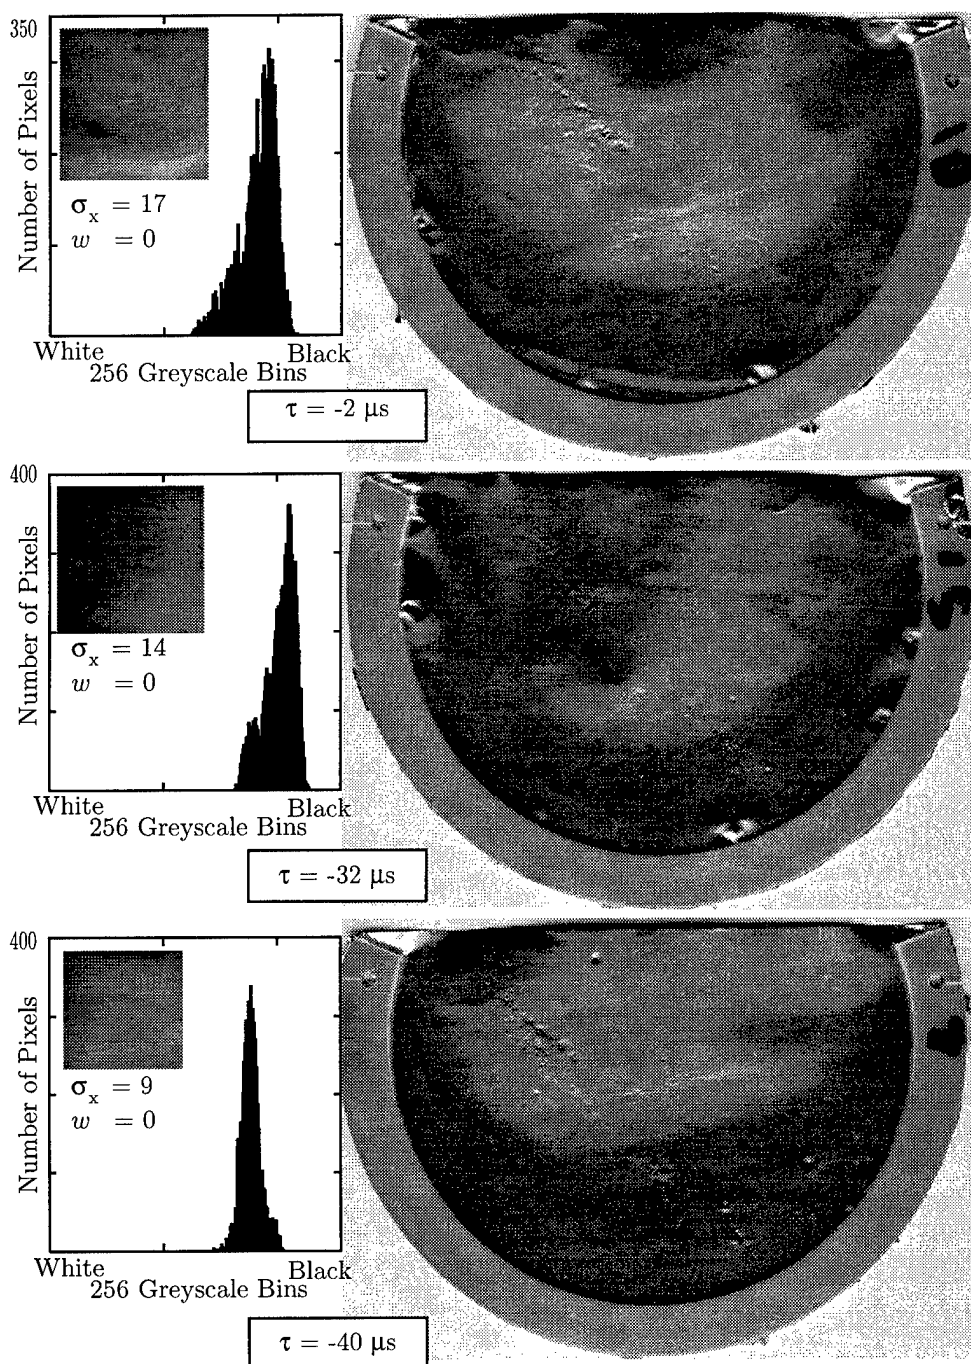 350
Number of Pixels
σx = 17
w = 0
White
Black
256 Greyscale Bins
τ = -2 μs
400
Number of Pixels
σx = 14
w = 0
White
Black
256 Greyscale Bins
τ = -32 μs
400
Number of Pixels
σx = 9
w = 0
White
Black
256 Greyscale Bins
τ = -40 μs